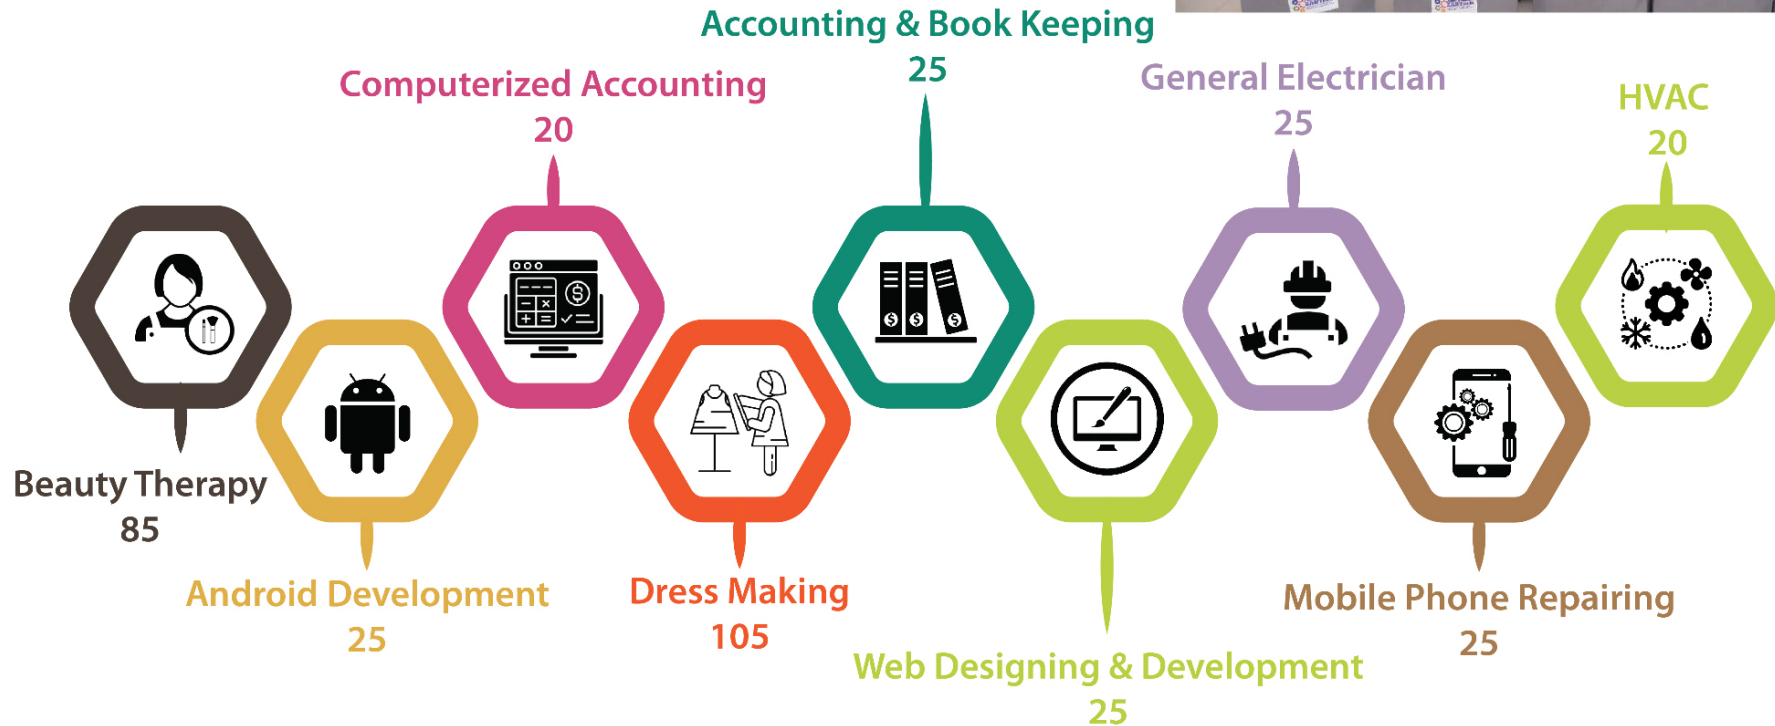 Accounting & Book Keeping
25
Computerized Accounting
20
General Electrician
25
HVAC
20
Beauty Therapy
85
Android Development
25
Dress Making
105
Mobile Phone Repairing
25
Web Designing & Development
25